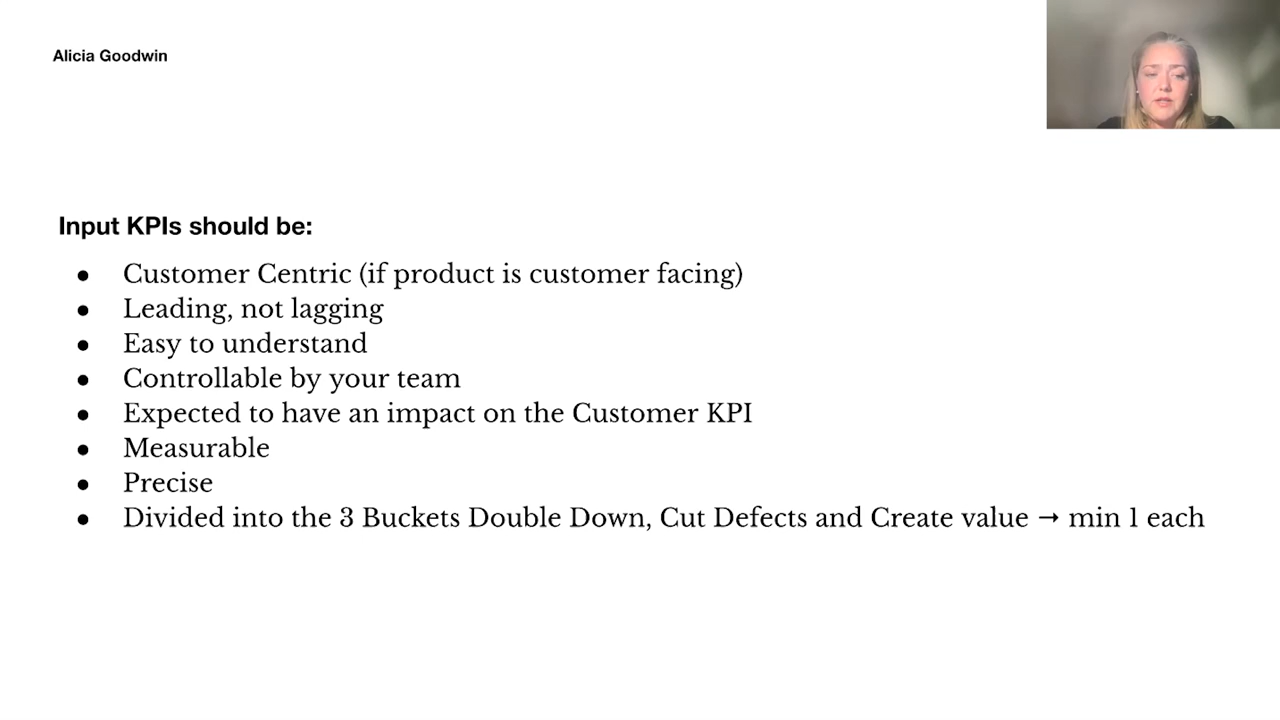 Alicia Goodwin
Input KPIs should be:
● Customer Centric (if product is customer facing)
● Leading, not lagging
● Easy to understand
● Controllable by your team
● Expected to have an impact on the Customer KPI
● Measurable
● Precise
● Divided into the 3 Buckets Double Down, Cut Defects and Create value → min 1 each